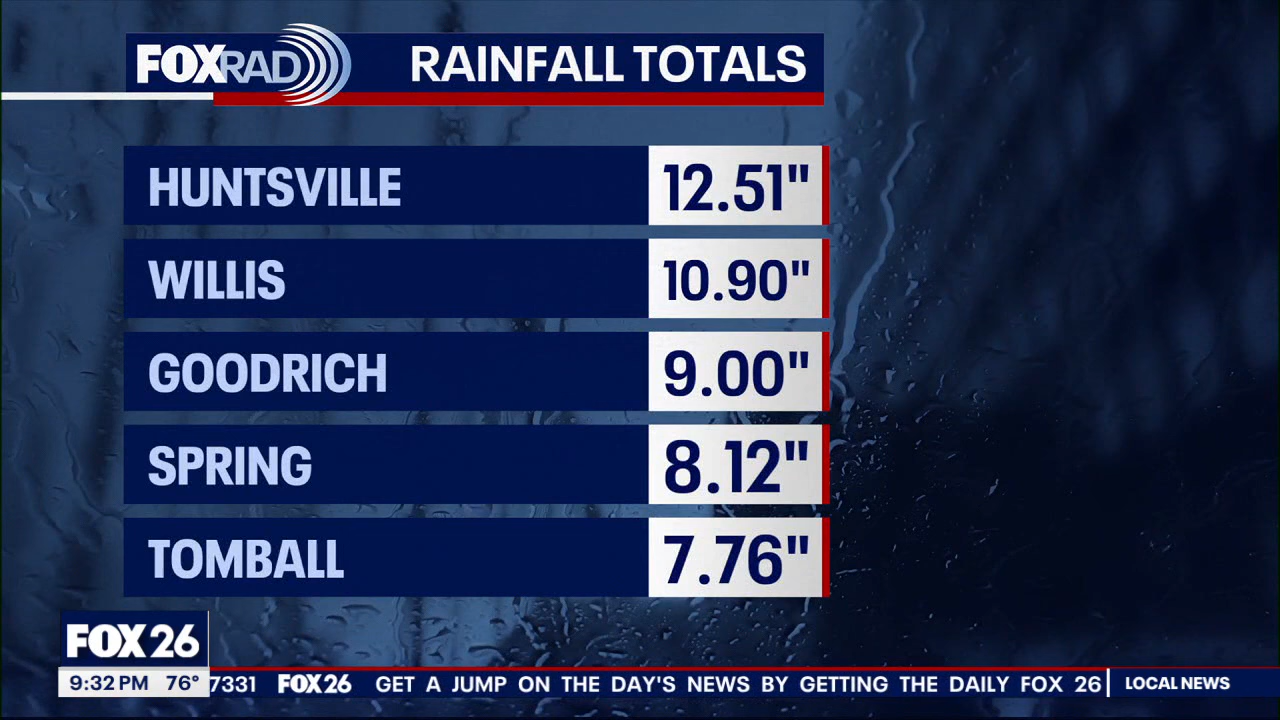 FOXRAD RAINFALL TOTALS
HUNTSVILLE 12.51"
WILLIS 10.90"
GOODRICH 9.00"
SPRING 8.12"
TOMBALL 7.76"
FOX 26
9:32 PM 76° 7331 FOX 26 GET A JUMP ON THE DAY'S NEWS BY GETTING THE DAILY FOX 26 LOCAL NEWS